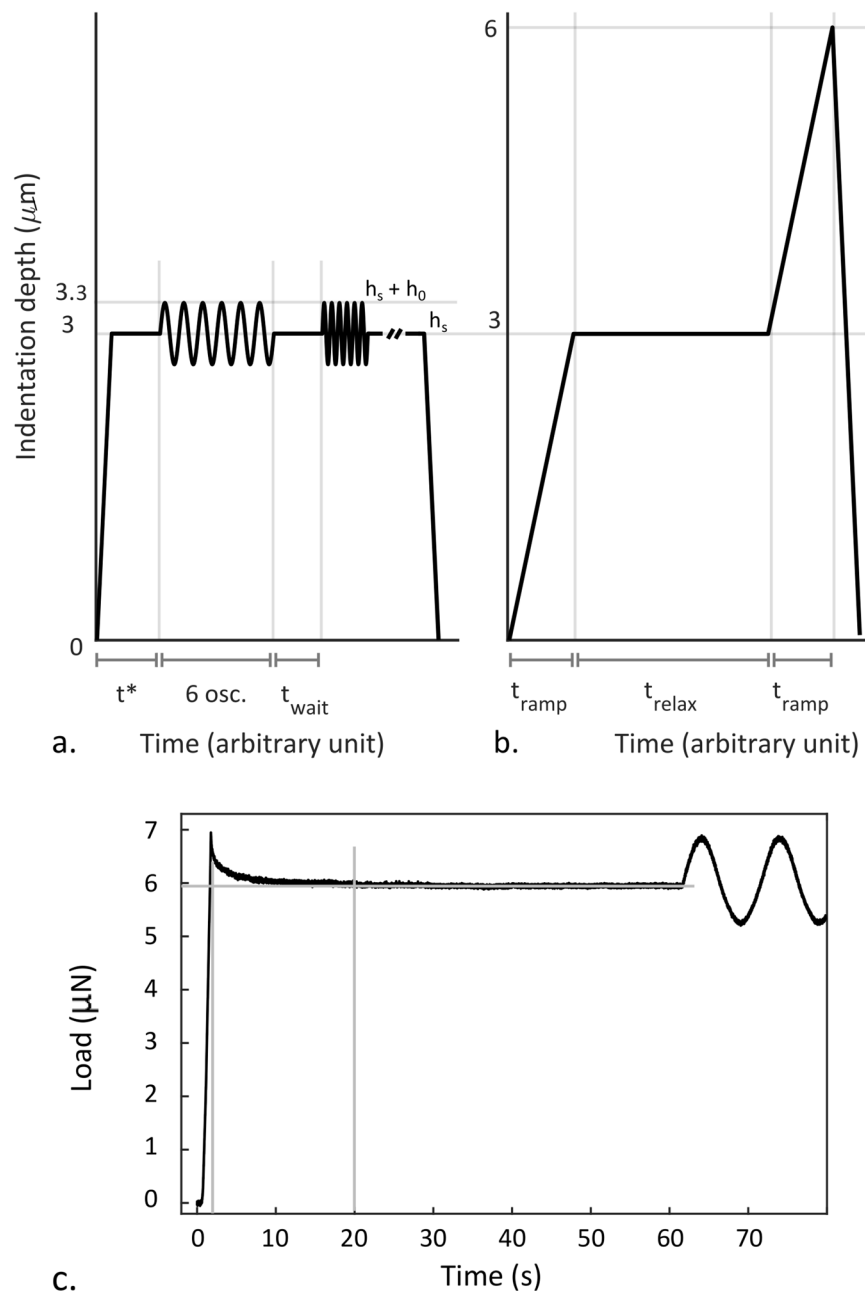 Indentation depth (μm)
3.3
3
0
h_s + h_0
h_s
t*
6 osc.
t_wait
a.
Time (arbitrary unit)
6
3
t_ramp
t_relax
t_ramp
b.
Time (arbitrary unit)
Load (μN)
7
6
5
4
3
2
1
0
0 10 20 30 40 50 60 70
Time (s)
c.